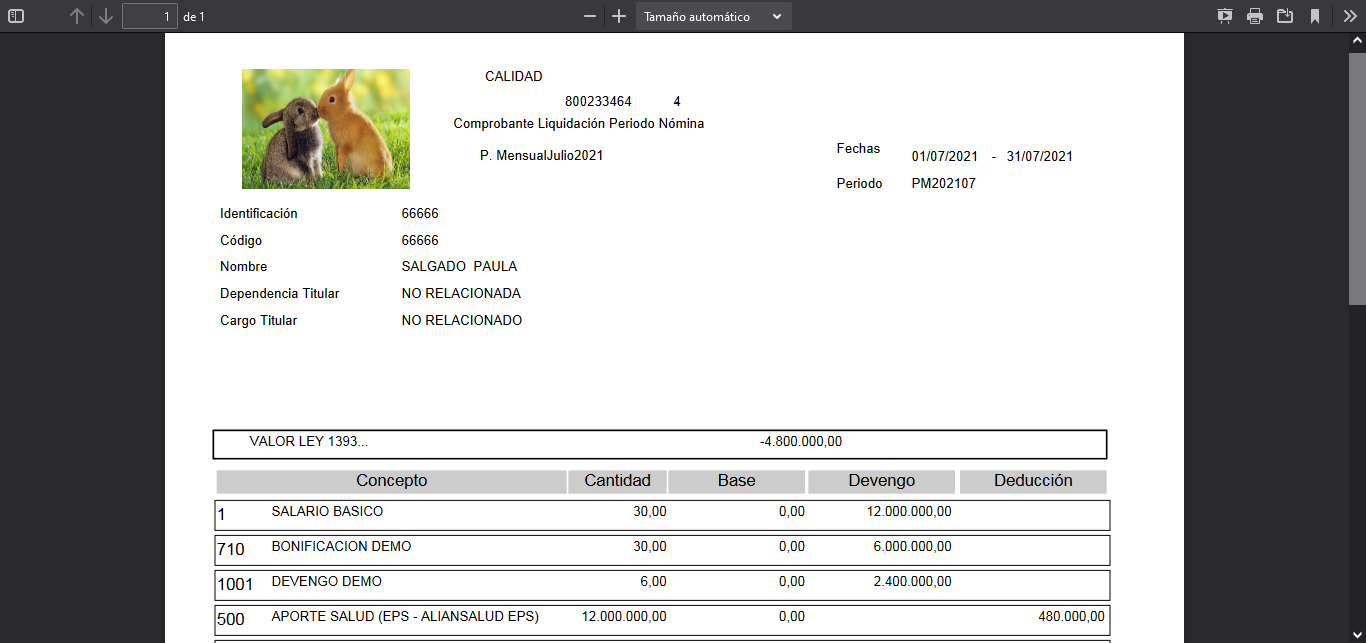 1 de 1 Tamaño automático
CALIDAD
800233464 4
Comprobante Liquidación Periodo Nómina
P. MensualJulio2021
Fechas 01/07/2021 - 31/07/2021
Periodo PM202107
Identificación 66666
Código 66666
Nombre SALGADO PAULA
Dependencia Titular NO RELACIONADA
Cargo Titular NO RELACIONADO
VALOR LEY 1393... -4.800.000,00
Concepto Cantidad Base Devengo Deducción
1 SALARIO BASICO 30,00 0,00 12.000.000,00
710 BONIFICACION DEMO 30,00 0,00 6.000.000,00
1001 DEVENGO DEMO 6,00 0,00 2.400.000,00
500 APORTE SALUD (EPS - ALIANSALUD EPS) 12.000.000,00 0,00 480.000,00